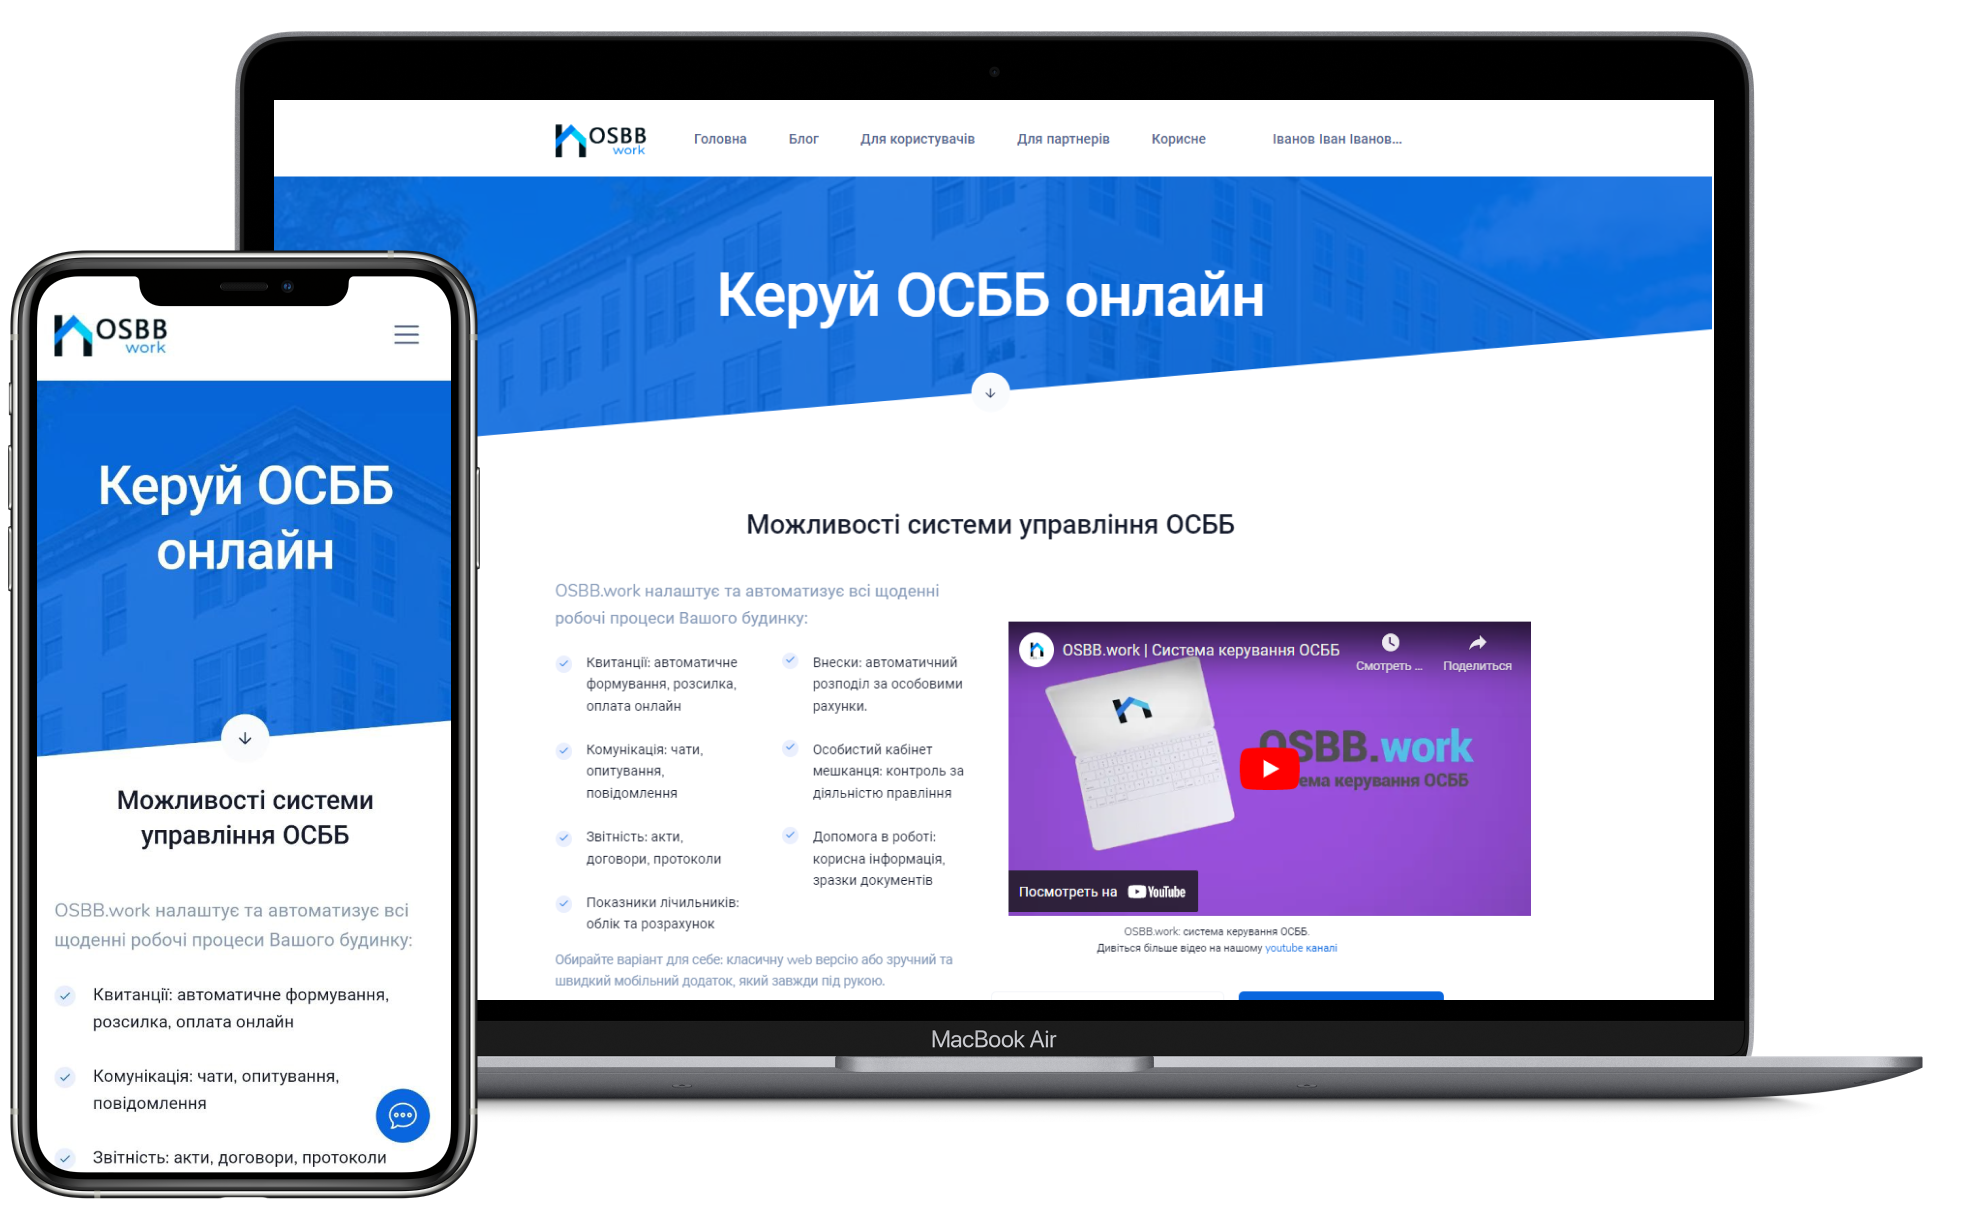 OSBB
work
Головна
Блог
Для користувачів
Для партнерів
Корисне
Іванов Іван Іванов...
Керуй ОСББ онлайн
Можливості системи управління ОСББ
OSBB.work налаштує та автоматизує всі щоденні
робочі процеси Вашого будинку:
Квитанції: автоматичне
формування, розсилка,
оплата онлайн
Комунікація: чати,
опитування,
повідомлення
Звітність: акти,
договори, протоколи
Показники лічильників:
облік та розрахунок
Внески: автоматичний
розподіл за особовими
рахунки.
Особистий кабінет
мешканця: контроль за
діяльністю правління
Допомога в роботі:
корисна інформація,
зразки документів
Обирайте варіант для себе: класичну web версію або зручний та
швидкий мобільний додаток, який завжди під рукою.
OSBB.work | Система керування ОСББ
Смотреть ...
Поделиться
OSBB.work
ема керування ОСББ
Посмотреть на YouTube
OSBB.work: система керування ОСББ.
Дивіться більше відео на нашому youtube каналі
MacBook Air
OSBB
work
Керуй ОСББ
онлайн
Можливості системи
управління ОСББ
OSBB.work налаштує та автоматизує всі
щоденні робочі процеси Вашого будинку:
Квитанції: автоматичне формування,
розсилка, оплата онлайн
Комунікація: чати, опитування,
повідомлення
Звітність: акти, договори, протоколи